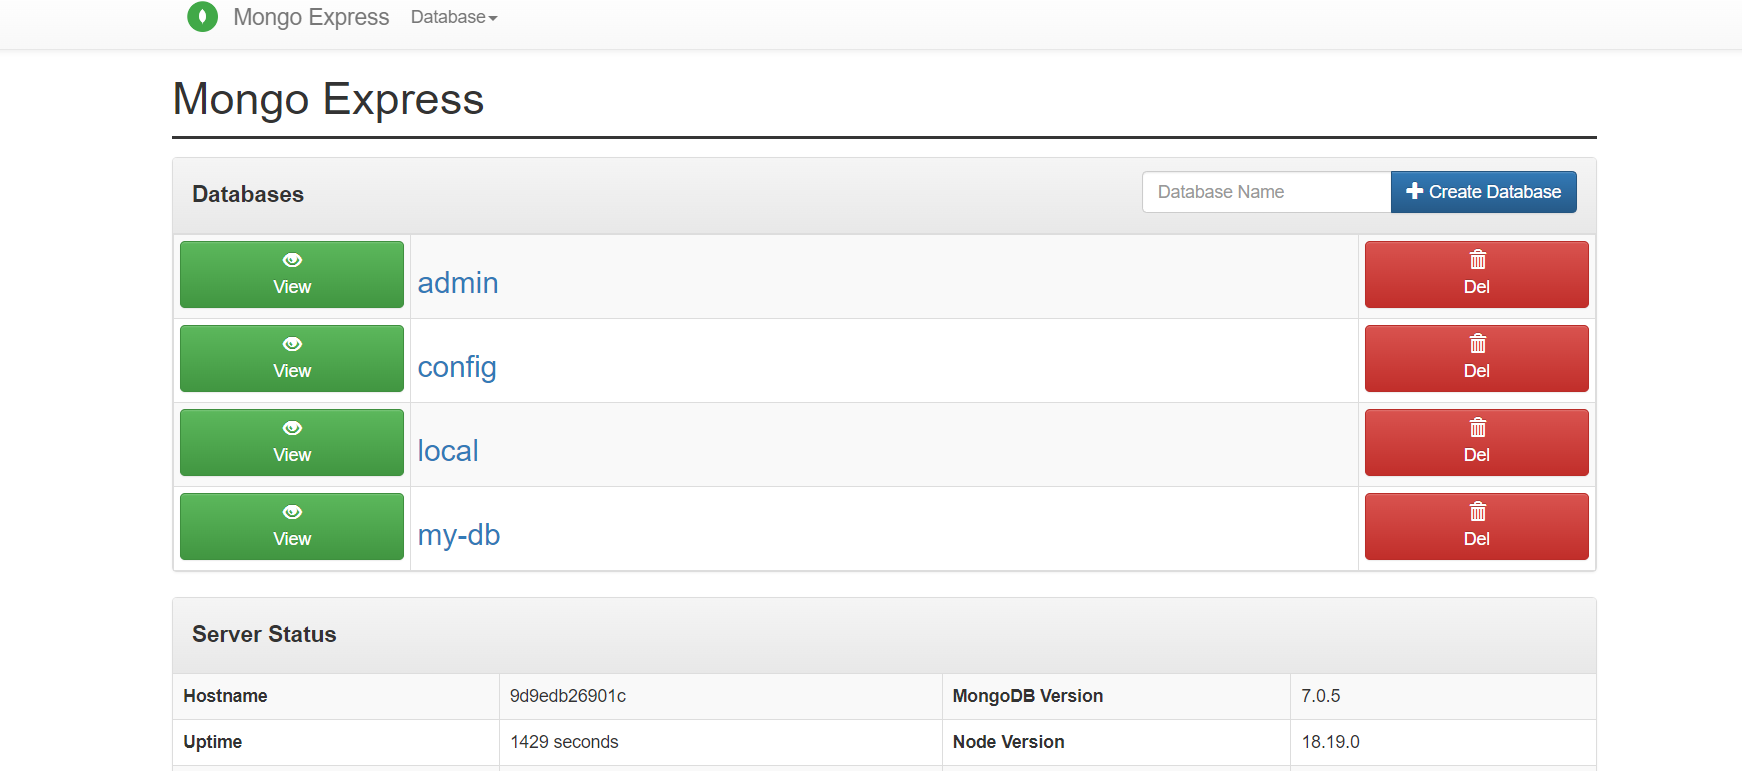 Mongo Express Database
Mongo Express
Databases Database Name Create Database
View admin Del
View config Del
View local Del
View my-db Del
Server Status
Hostname 9d9edb26901c MongoDB Version 7.0.5
Uptime 1429 seconds Node Version 18.19.0